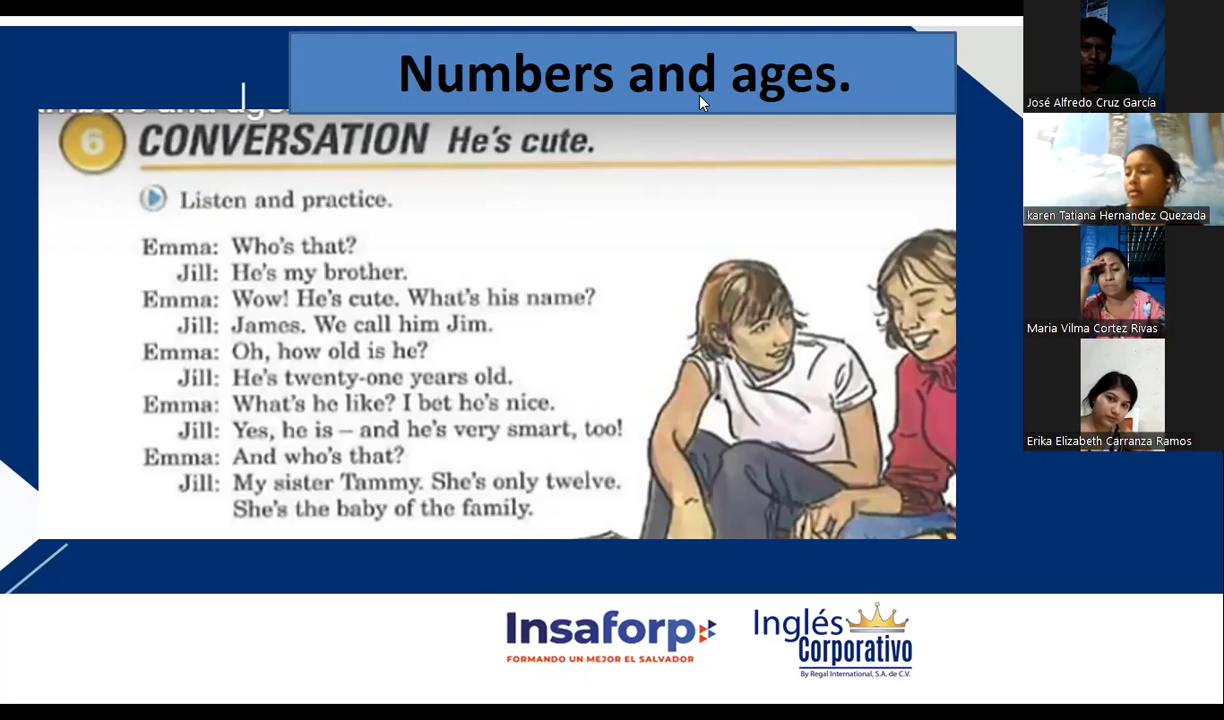 Numbers and ages.
6 CONVERSATION He's cute.
Listen and practice.
Emma: Who's that?
Jill: He's my brother.
Emma: Wow! He's cute. What's his name?
Jill: James. We call him Jim.
Emma: Oh, how old is he?
Jill: He's twenty-one years old.
Emma: What's he like? I bet he's nice.
Jill: Yes, he is – and he's very smart, too!
Emma: And who's that?
Jill: My sister Tammy. She's only twelve.
She's the baby of the family.
Insaforp
FORMANDO UN MEJOR EL SALVADOR
Inglés
Corporativo
By Regal International, S.A. de C.V.
José Alfredo Cruz García
karen Tatiana Hernandez Quezada
Maria Vilma Cortez Rivas
Erika Elizabeth Carranza Ramos